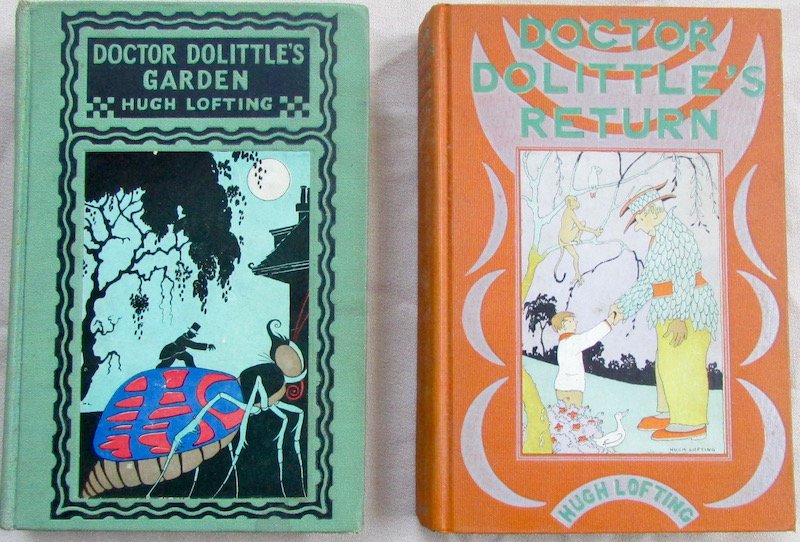 DOCTOR DOLITTLE'S
GARDEN
HUGH LOFTING
DOCTOR
DOLITTLE'S
RETURN
HUGH LOFTING
HUGH LOFTING